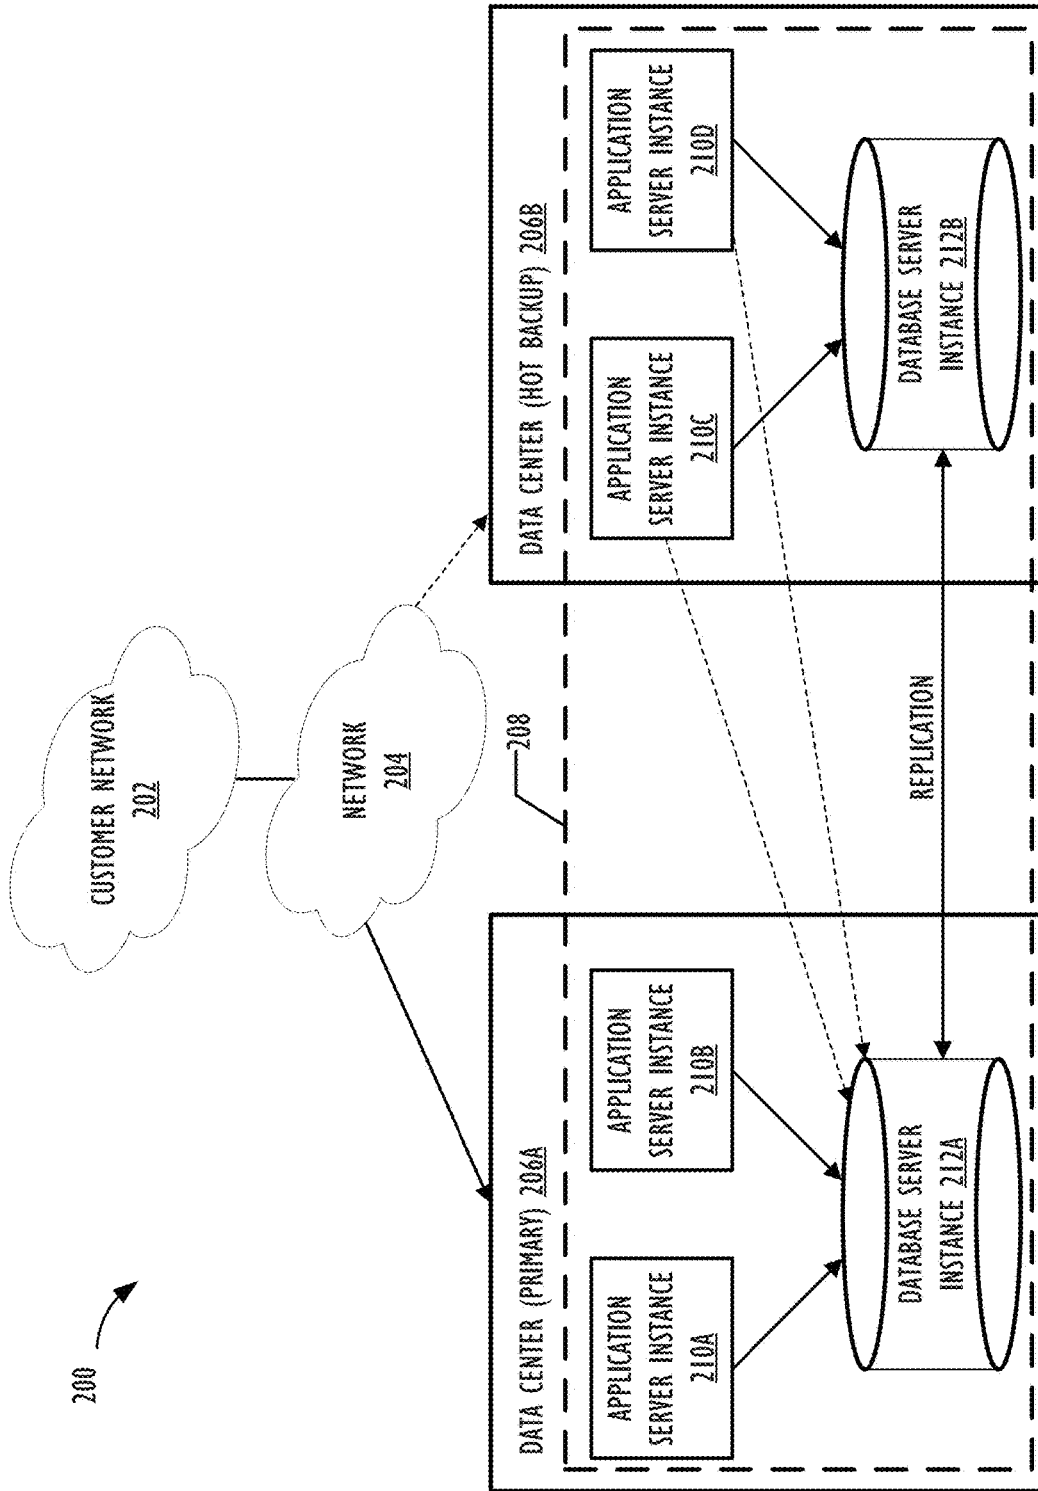 200
CUSTOMER NETWORK
202
NETWORK
204
208
DATA CENTER (PRIMARY) 206A
APPLICATION
SERVER INSTANCE
210A
APPLICATION
SERVER INSTANCE
210B
DATABASE SERVER
INSTANCE 212A
REPLICATION
DATA CENTER (HOT BACKUP) 206B
APPLICATION
SERVER INSTANCE
210C
APPLICATION
SERVER INSTANCE
210D
DATABASE SERVER
INSTANCE 212B